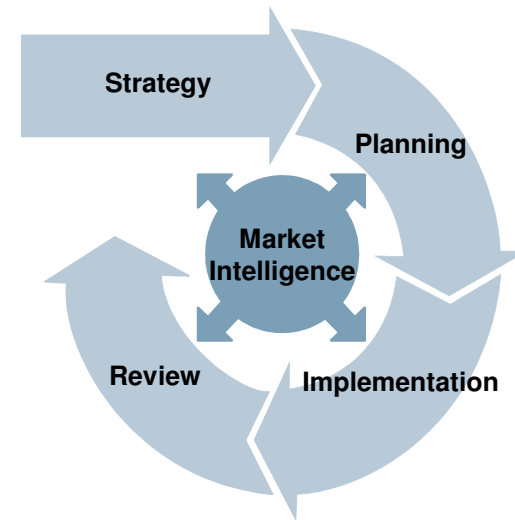 Strategy
Planning
Market
Intelligence
Review
Implementation